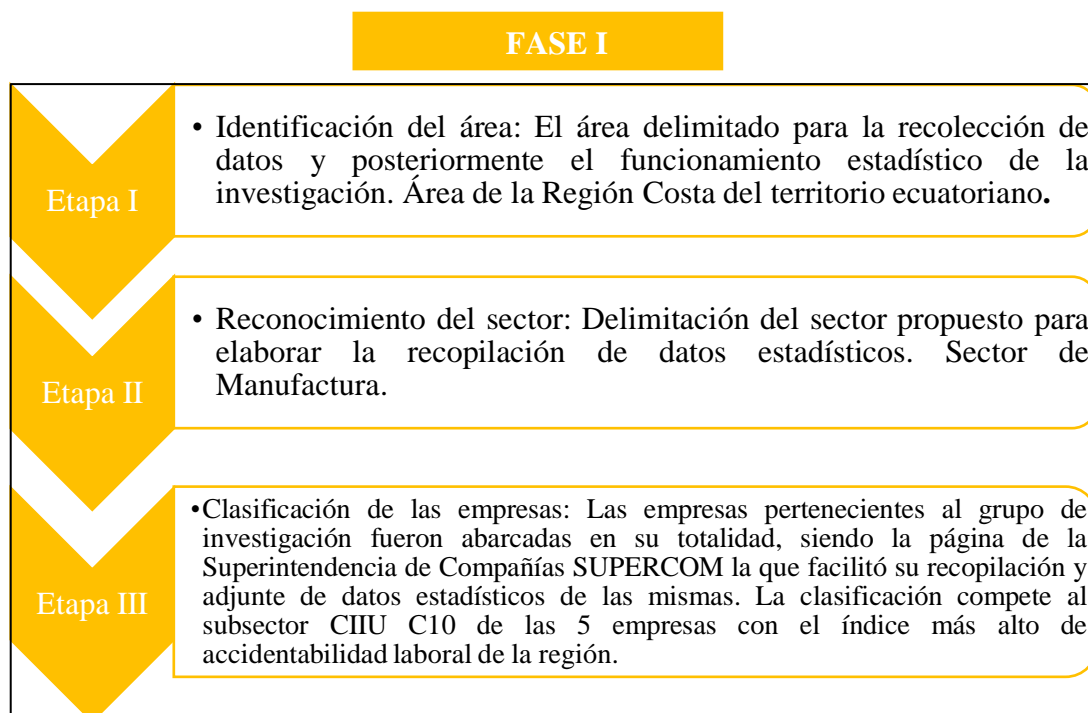 FASE I
Etapa I
• Identificación del área: El área delimitado para la recolección de
datos y posteriormente el funcionamiento estadístico de la
investigación. Área de la Región Costa del territorio ecuatoriano.
Etapa II
• Reconocimiento del sector: Delimitación del sector propuesto para
elaborar la recopilación de datos estadísticos. Sector de
Manufactura.
Etapa III
•Clasificación de las empresas: Las empresas pertenecientes al grupo de
investigación fueron abarcadas en su totalidad, siendo la página de la
Superintendencia de Compañías SUPERCOM la que facilitó su recopilación y
adjunte de datos estadísticos de las mismas. La clasificación compete al
subsector CIIU C10 de las 5 empresas con el índice más alto de
accidentabilidad laboral de la región.